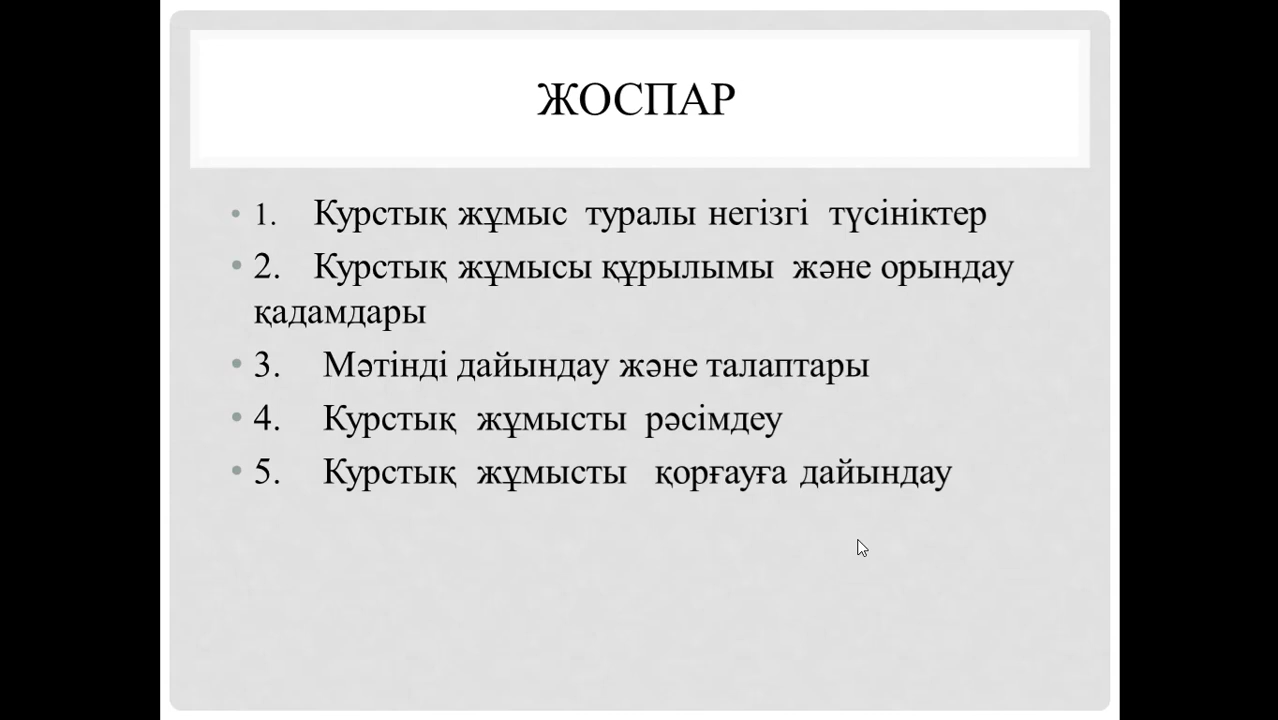 ЖОСПАР
• 1. Курстық жұмыс туралы негізгі түсініктер
• 2. Курстық жұмысы құрылымы және орындау
қадамдары
• 3. Мәтінді дайындау және талаптары
• 4. Курстық жұмысты рәсімдеу
• 5. Курстық жұмысты қорғауға дайындау